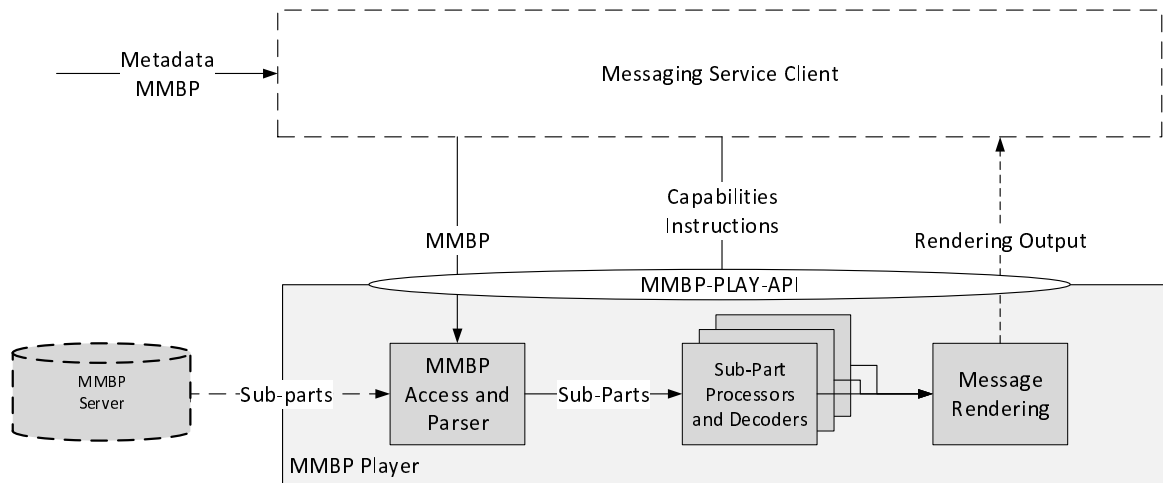 Metadata
MMBP
Messaging Service Client
Capabilities
Instructions
MMBP
Rendering Output
MMBP-PLAY-API
MMBP
Server
Sub-parts
MMBP
Access and
Parser
Sub-Parts
Sub-Part
Processors
and Decoders
Message
Rendering
MMBP Player